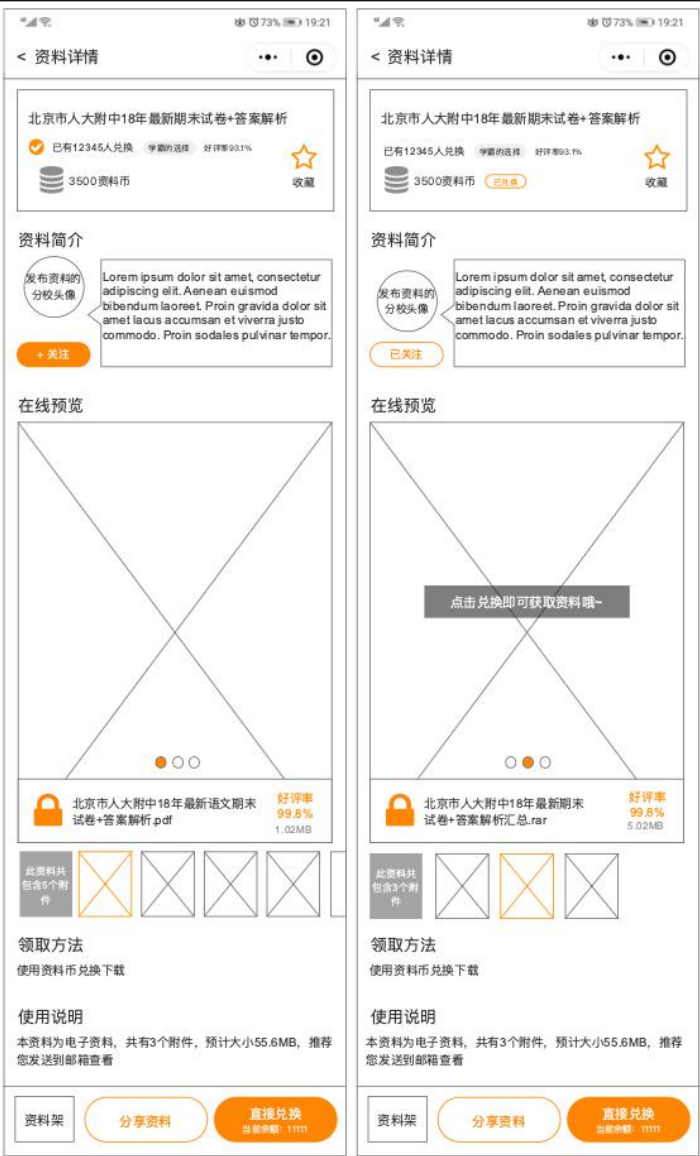 73% 19:21
< 资料详情
北京市人大附中18年最新期末试卷+答案解析
已有12345人兑换 学霸的选择 好评率93.1%
3500资料币
收藏
资料简介
发布资料的
分校头像
+ 关注
Lorem ipsum dolor sit amet, consectetur
adipiscing elit. Aenean euismod
bibendum laoreet. Proin gravida dolor sit
amet lacus accumsan et viverra justo
commodo. Proin sodales pulvinar tempor.
在线预览
北京市人大附中18年最新语文期末
试卷+答案解析.pdf
好评率
99.8%
1.02MB
此资料共
包含5个附
件
领取方法
使用资料币兑换下载
使用说明
本资料为电子资料，共有3个附件，预计大小55.6MB，推荐
您发送到邮箱查看
资料架
分享资料
直接兑换
当前余额：11111
73% 19:21
< 资料详情
北京市人大附中18年最新期末试卷+答案解析
已有12345人兑换 学霸的选择 好评率93.1%
3500资料币 已兑换
收藏
资料简介
发布资料的
分校头像
已关注
Lorem ipsum dolor sit amet, consectetur
adipiscing elit. Aenean euismod
bibendum laoreet. Proin gravida dolor sit
amet lacus accumsan et viverra justo
commodo. Proin sodales pulvinar tempor.
在线预览
点击兑换即可获取资料哦~
北京市人大附中18年最新期末
试卷+答案解析汇总.rar
好评率
99.8%
5.02MB
此资料共
包含3个附
件
领取方法
使用资料币兑换下载
使用说明
本资料为电子资料，共有3个附件，预计大小55.6MB，推荐
您发送到邮箱查看
资料架
分享资料
直接兑换
当前余额：11111